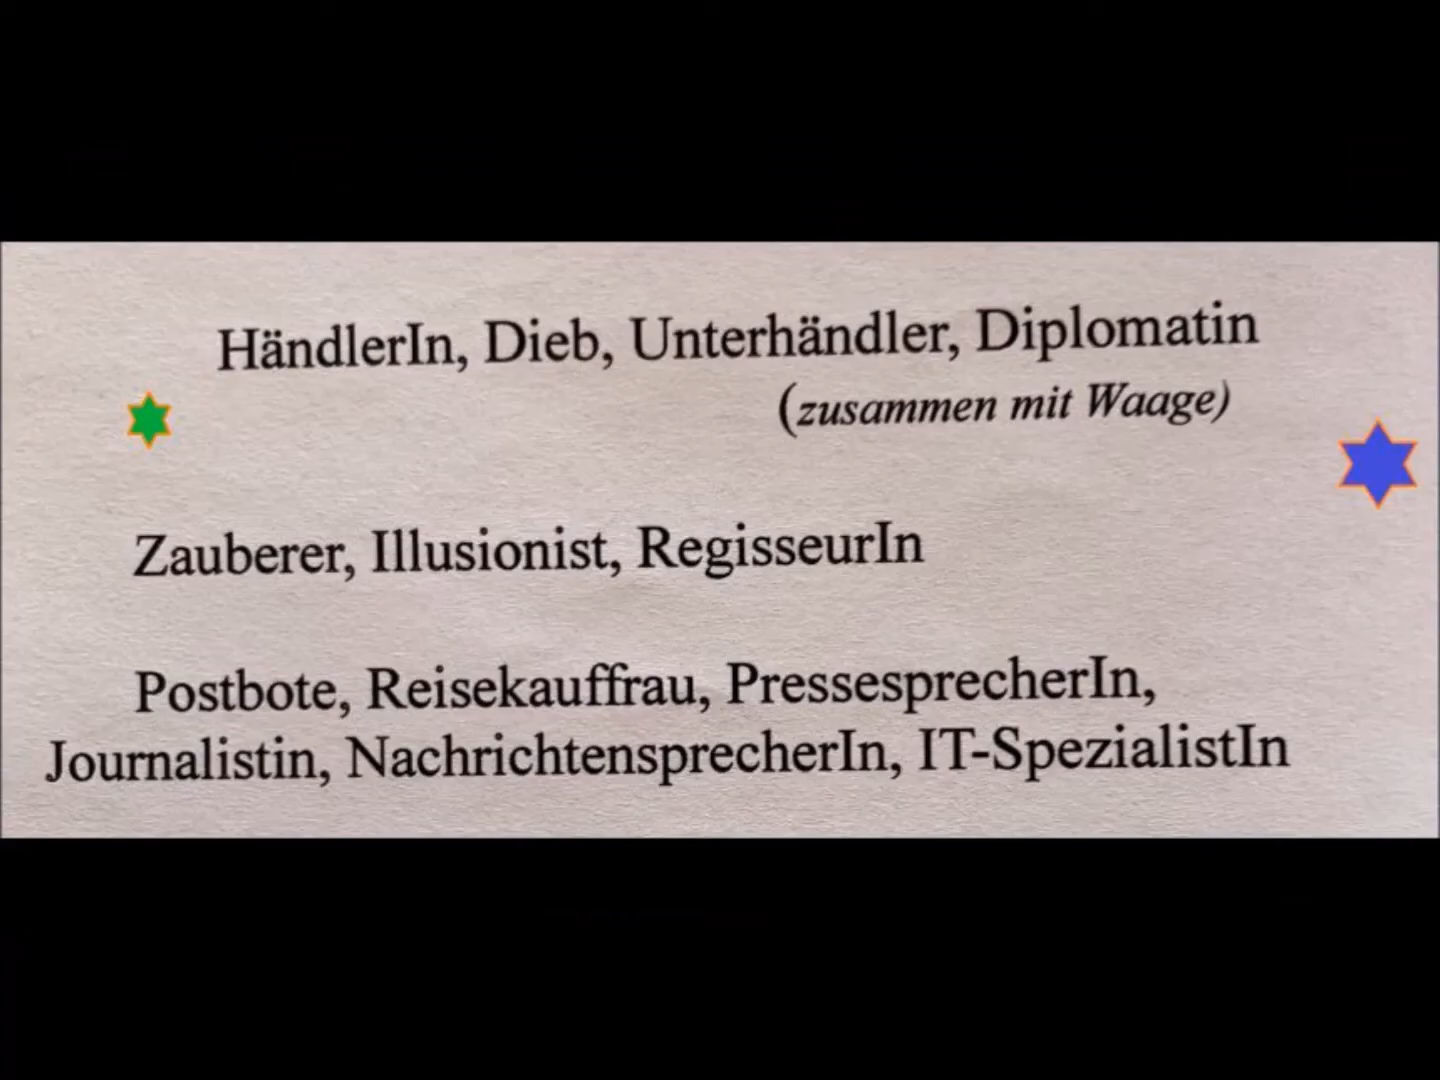 HändlerIn, Dieb, Unterhändler, Diplomatin
(zusammen mit Waage)
Zauberer, Illusionist, RegisseurIn
Postbote, Reisekauffrau, PressesprecherIn,
Journalistin, NachrichtensprecherIn, IT-SpezialistIn